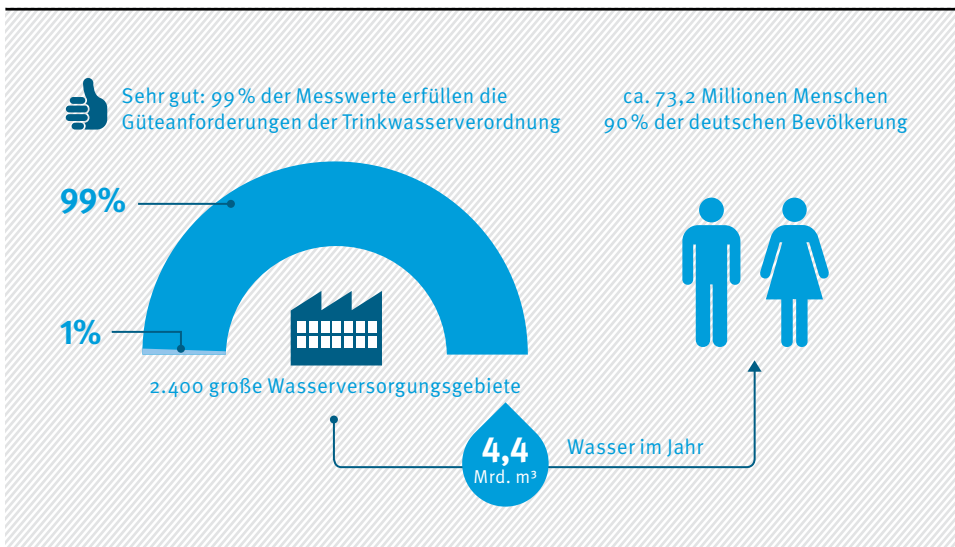 Sehr gut: 99 % der Messwerte erfüllen die
Güteanforderungen der Trinkwasserverordnung
ca. 73,2 Millionen Menschen
90 % der deutschen Bevölkerung
99%
1%
2.400 große Wasserversorgungsgebiete
4,4
Mrd. m³
Wasser im Jahr